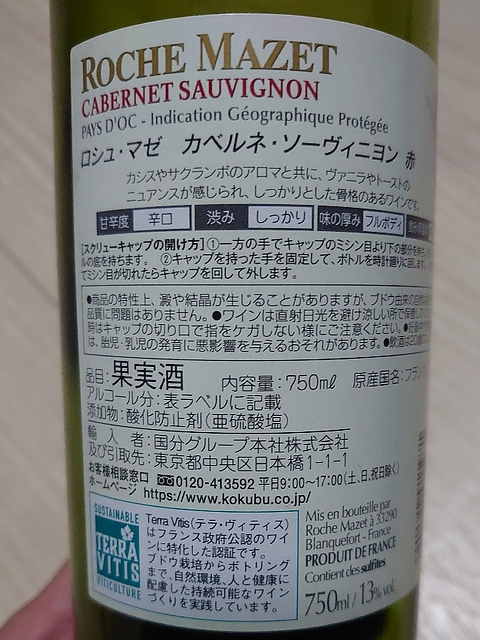 ROCHE MAZET
CABERNET SAUVIGNON
PAYS D'OC - Indication Géographique Protégée
ロシュ・マゼ カベルネ・ソーヴィニヨン 赤
カシスやサクランボのアロマと共に、ヴァニラやトーストの
ニュアンスが感じられ、しっかりとした骨格のあるワインです。
甘辛度 辛口 渋み しっかり 味の厚み フルボディ
[スクリューキャップの開け方] ①一方の手でキャップのミシン目より下の部分を
ルの底を持ちます。 ②キャップを持った手を固定して、ボトルを時計廻りに回します。
てミシン目が切れたらキャップを回して外します。
●商品の特性上、澱や結晶が生じることがありますが、ブドウ由来の自然な
品質に問題はありません。●ワインは直射日光を避け涼しい所で保管して
時はキャップの切り口で指をケガしない様にご注意ください。●妊娠中や
は、胎児・乳児の発育に悪影響を与えるおそれがあります。●飲酒は20歳
品目:果実酒 内容量:750mℓ 原産国名:フランス
アルコール分:表ラベルに記載
添加物:酸化防止剤(亜硫酸塩)
輸入者:国分グループ本社株式会社
及び引取先:東京都中央区日本橋1-1-1
お客様相談窓口 0120-413592 平日9:00〜17:00(土、日、祝日除く)
ホームページ https://www.kokubu.co.jp/
SUSTAINABLE
TERRA
VITIS
VITICULTURE
Terra Vitis(テラ・ヴィティス)
はフランス政府公認のワイン
に特化した認証です。
ブドウ栽培からボトリング
まで、自然環境、人と健康に
配慮した持続可能なワイン
づくりを実践しています。
Mis en bouteille par
Roche Mazet à 33290
Blanquefort - France
PRODUIT DE FRANCE
Contient des sulfites
750ml / 13% vol.